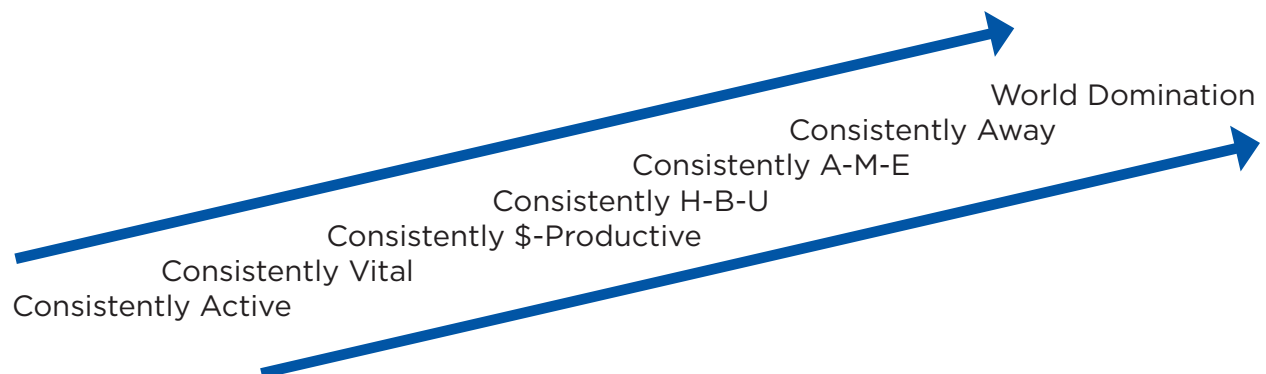 World Domination
Consistently Away
Consistently A-M-E
Consistently H-B-U
Consistently $-Productive
Consistently Vital
Consistently Active